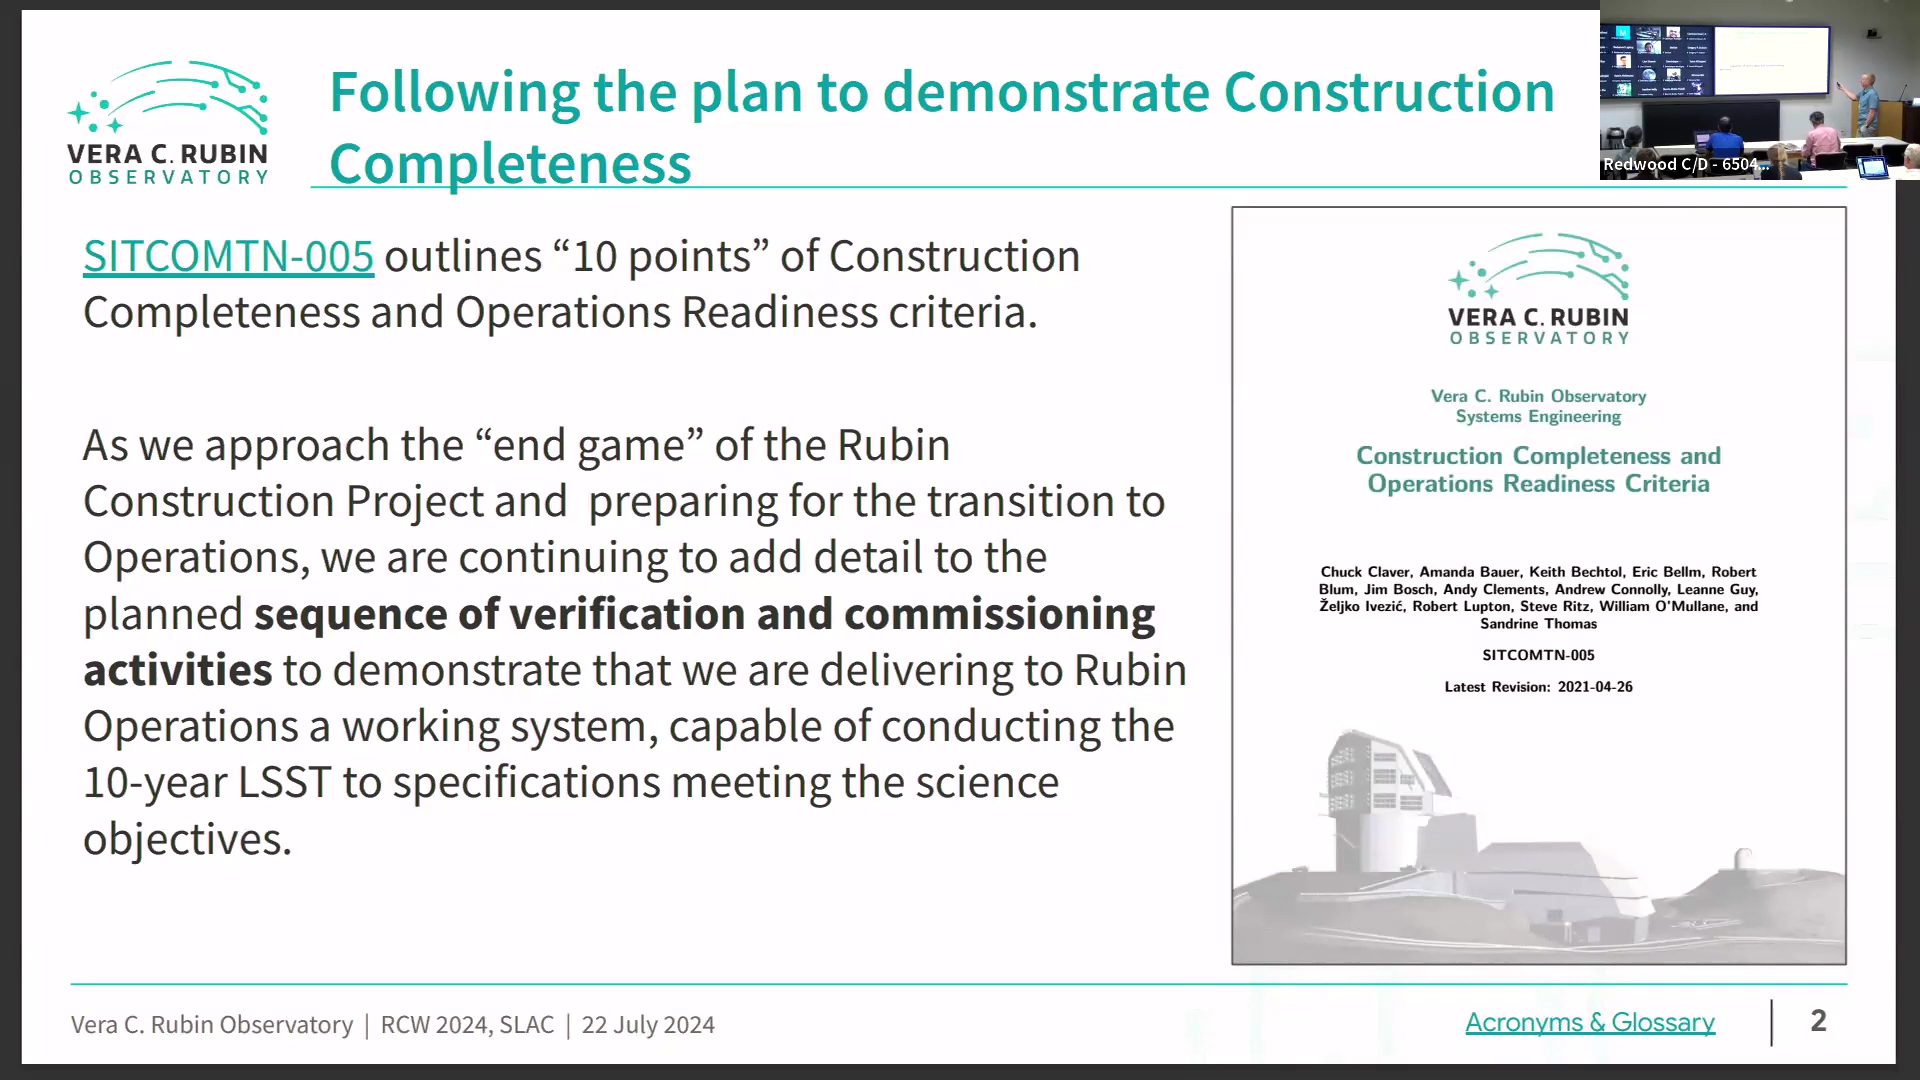 VERA C. RUBIN
OBSERVATORY
Following the plan to demonstrate Construction
Completeness
Redwood C/D - 6504...
SITCOMTN-005 outlines “10 points” of Construction
Completeness and Operations Readiness criteria.
As we approach the “end game” of the Rubin
Construction Project and  preparing for the transition to
Operations, we are continuing to add detail to the
planned sequence of verification and commissioning
activities to demonstrate that we are delivering to Rubin
Operations a working system, capable of conducting the
10-year LSST to specifications meeting the science
objectives.
VERA C. RUBIN
OBSERVATORY
Vera C. Rubin Observatory
Systems Engineering
Construction Completeness and
Operations Readiness Criteria
Chuck Claver, Amanda Bauer, Keith Bechtol, Eric Bellm, Robert
Blum, Jim Bosch, Andy Clements, Andrew Connolly, Leanne Guy,
Željko Ivezić, Robert Lupton, Steve Ritz, William O'Mullane, and
Sandrine Thomas
SITCOMTN-005
Latest Revision: 2021-04-26
Vera C. Rubin Observatory | RCW 2024, SLAC | 22 July 2024
Acronyms & Glossary
2